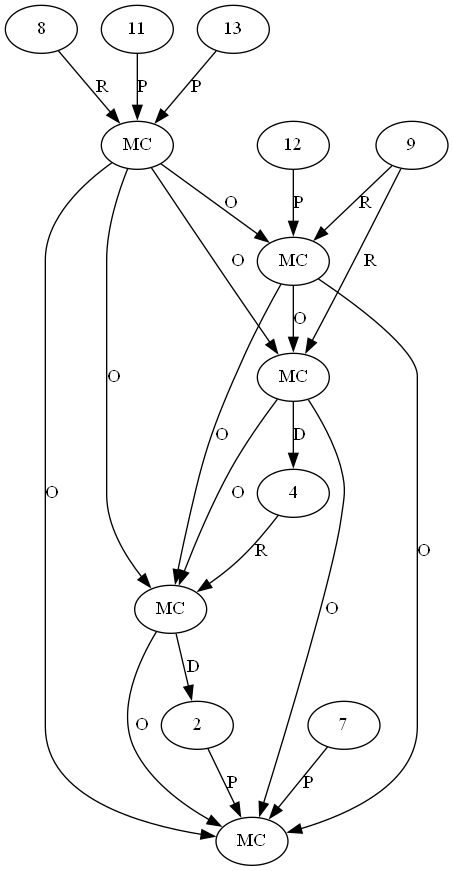 8 11 13
R P P
MC 12 9
O P R
MC
O R
O MC
O D
O O 4
R
O O
MC
D O
O 2 7
P P
MC